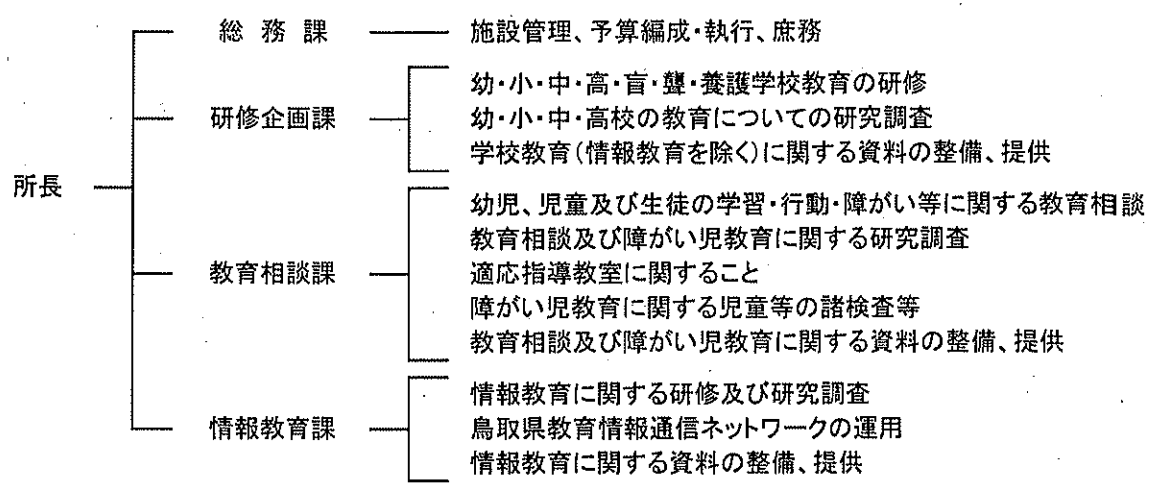 所長
総務課
施設管理、予算編成・執行、庶務
研修企画課
幼・小・中・高・盲・聾・養護学校教育の研修
幼・小・中・高校の教育についての研究調査
学校教育(情報教育を除く)に関する資料の整備、提供
教育相談課
幼児、児童及び生徒の学習・行動・障がい等に関する教育相談
教育相談及び障がい児教育に関する研究調査
適応指導教室に関すること
障がい児教育に関する児童等の諸検査等
教育相談及び障がい児教育に関する資料の整備、提供
情報教育課
情報教育に関する研修及び研究調査
鳥取県教育情報通信ネットワークの運用
情報教育に関する資料の整備、提供